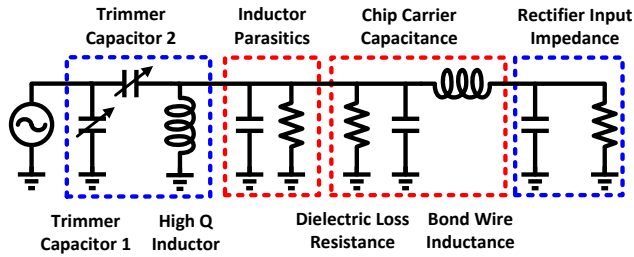 Trimmer
Capacitor 2
Inductor
Parasitics
Chip Carrier
Capacitance
Rectifier Input
Impedance
Trimmer
Capacitor 1
High Q
Inductor
Dielectric Loss
Resistance
Bond Wire
Inductance